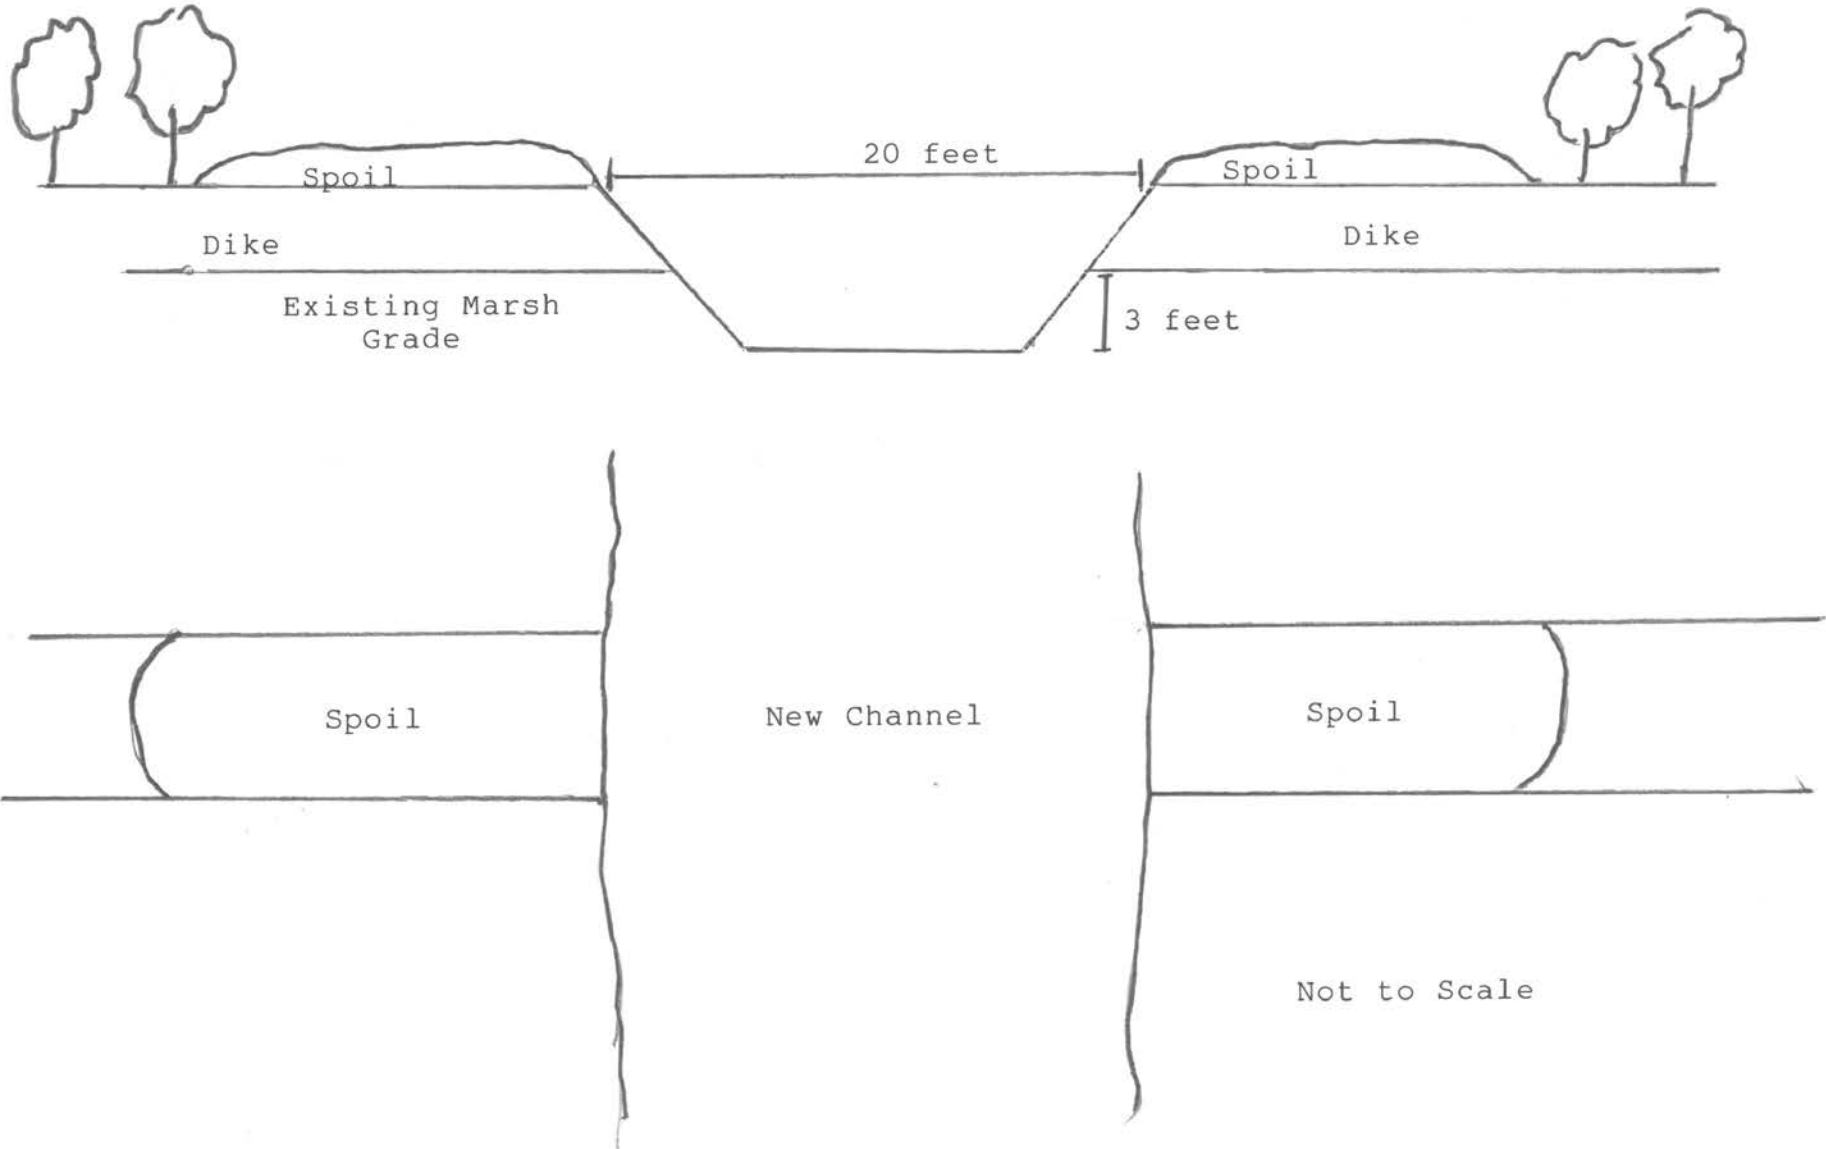 20 feet
Spoil
Spoil
Dike
Dike
Existing Marsh
Grade
3 feet
Spoil
New Channel
Spoil
Not to Scale